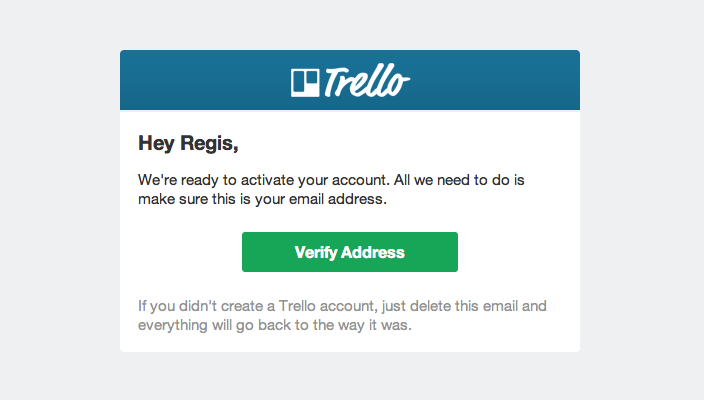 Trello
Hey Regis,
We're ready to activate your account. All we need to do is
make sure this is your email address.
Verify Address
If you didn't create a Trello account, just delete this email and
everything will go back to the way it was.